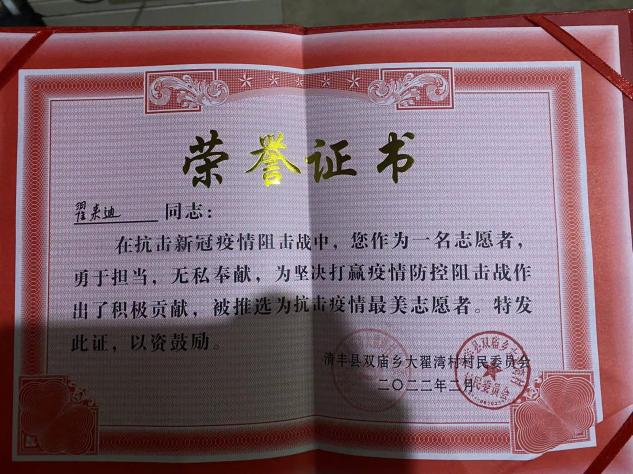 荣誉证书
翟来迪 同志：
在抗击新冠疫情阻击战中，您作为一名志愿者，
勇于担当，无私奉献，为坚决打赢疫情防控阻击战作
出了积极贡献，被推选为抗击疫情最美志愿者。特发
此证，以资鼓励。
清丰县双庙乡大翟湾村村民委员会
二〇二二年二月